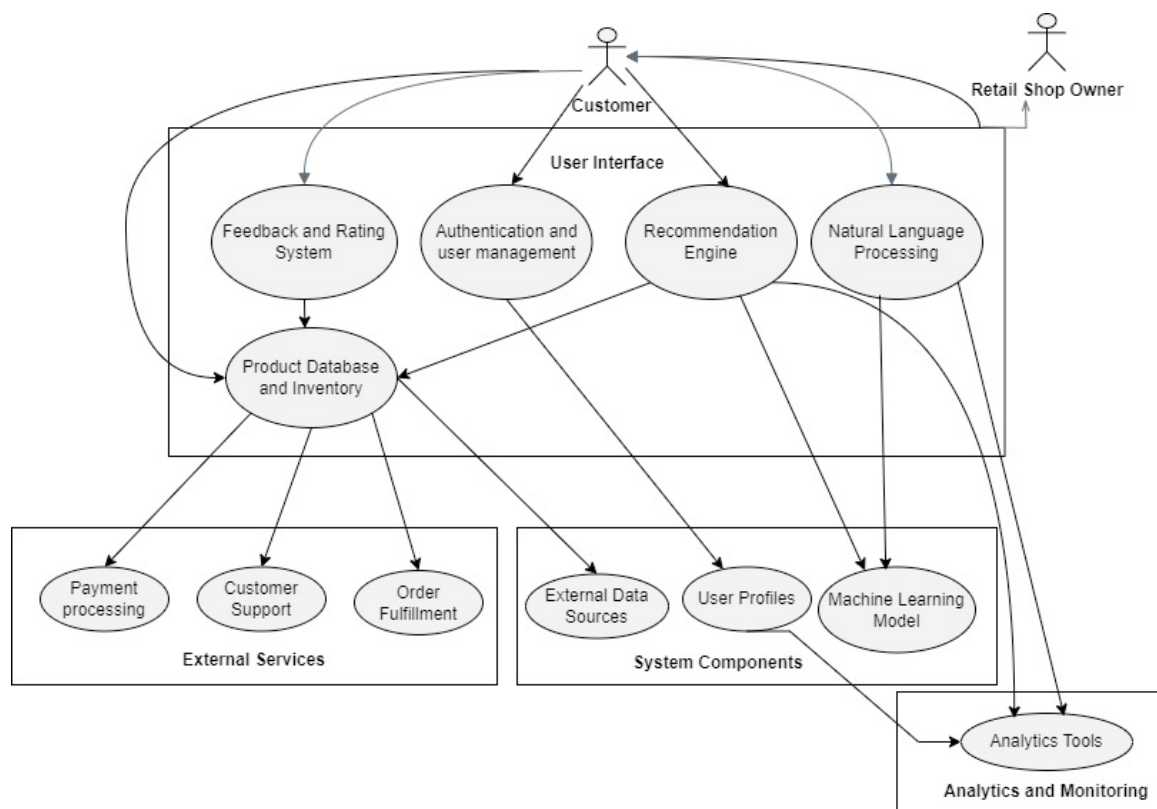 Retail Shop Owner
Customer
User Interface
Feedback and Rating
System
Authentication and
user management
Recommendation
Engine
Natural Language
Processing
Product Database
and Inventory
Payment
processing
Customer
Support
Order
Fulfillment
External Services
External Data
Sources
User Profiles
Machine Learning
Model
System Components
Analytics Tools
Analytics and Monitoring